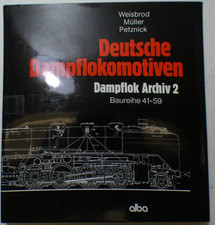 Weisbrod
Müller
Petznick
Deutsche
Dampflokomotiven
Dampflok Archiv 2
Baureihe 41-59
alba